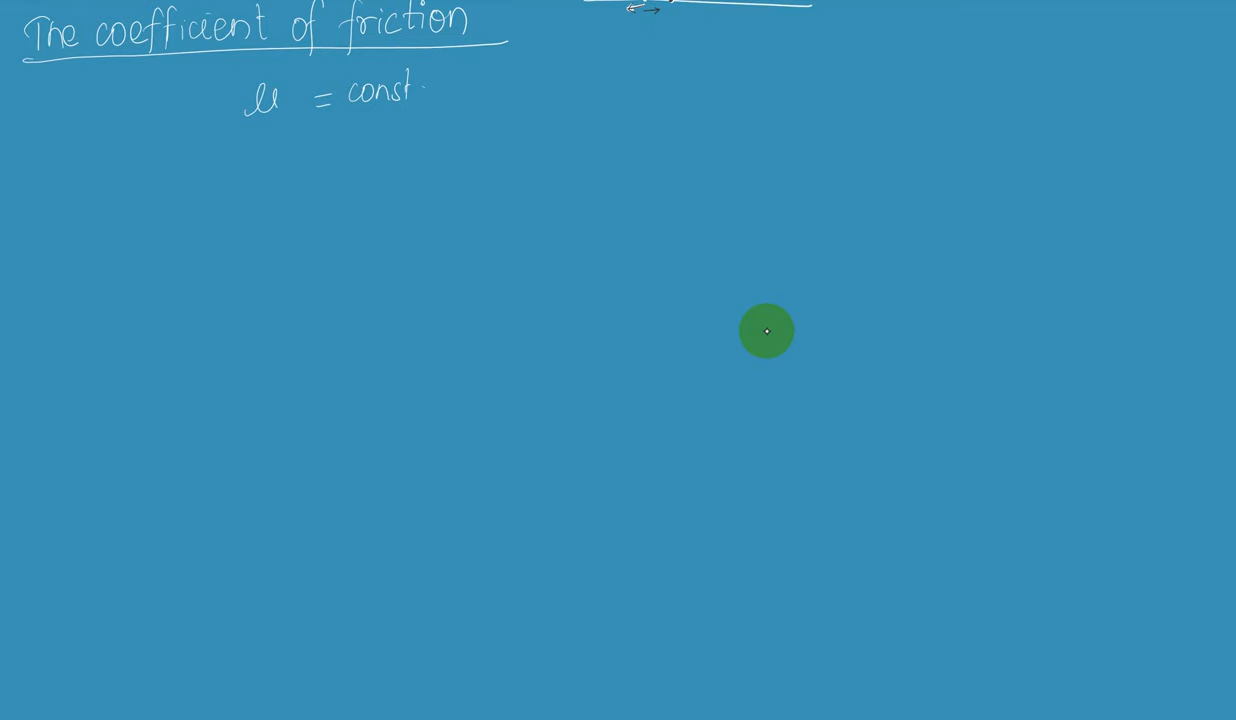 The coefficient of friction
μ = const.